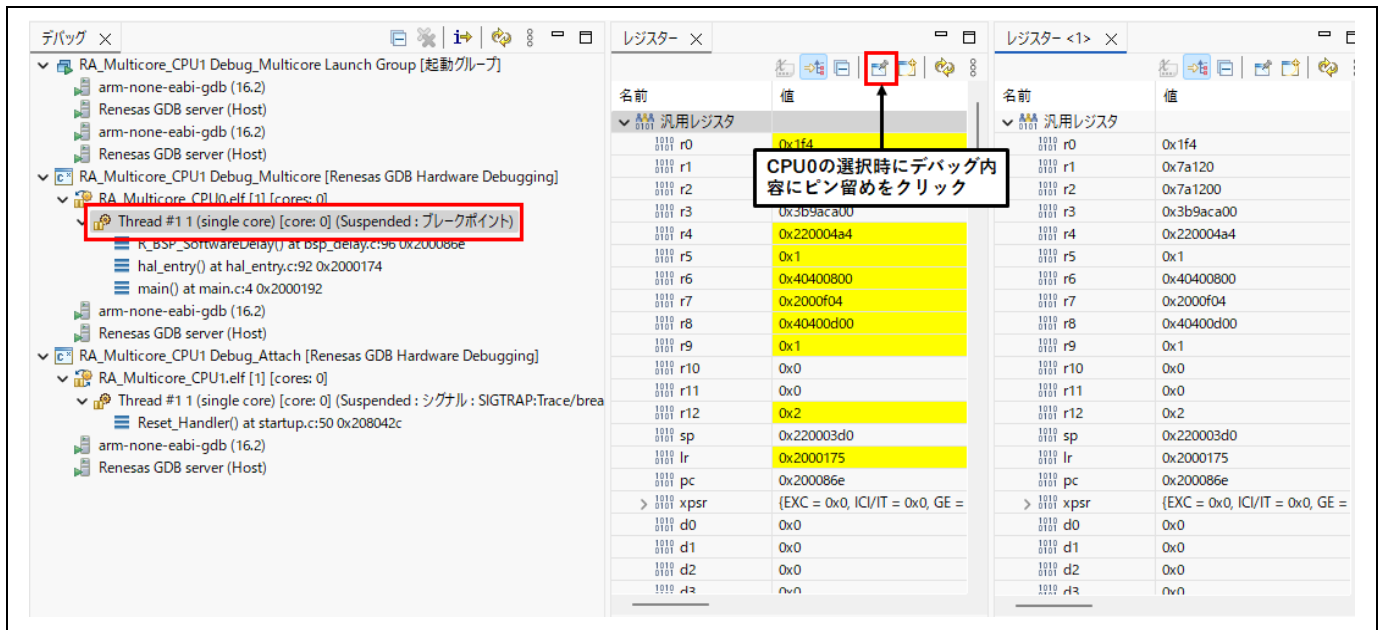 デバッグ
RA_Multicore_CPU1 Debug_Multicore Launch Group [起動グループ]
arm-none-eabi-gdb (16.2)
Renesas GDB server (Host)
arm-none-eabi-gdb (16.2)
Renesas GDB server (Host)
RA_Multicore_CPU1 Debug_Multicore [Renesas GDB Hardware Debugging]
RA_Multicore_CPU0.elf [1] [cores: 0]
Thread #1 1 (single core) [core: 0] (Suspended : ブレークポイント)
R_BSP_SoftwareDelay() at bsp_delay.c:96 0x200086e
hal_entry() at hal_entry.c:92 0x2000174
main() at main.c:4 0x2000192
arm-none-eabi-gdb (16.2)
Renesas GDB server (Host)
RA_Multicore_CPU1 Debug_Attach [Renesas GDB Hardware Debugging]
RA_Multicore_CPU1.elf [1] [cores: 0]
Thread #1 1 (single core) [core: 0] (Suspended : シグナル : SIGTRAP:Trace/brea
Reset_Handler() at startup.c:50 0x208042c
arm-none-eabi-gdb (16.2)
Renesas GDB server (Host)
レジスター
名前 値
汎用レジスタ
r0 0x1f4
r1
r2
r3 0x3b9aca00
r4 0x220004a4
r5 0x1
r6 0x40400800
r7 0x2000f04
r8 0x40400d00
r9 0x1
r10 0x0
r11 0x0
r12 0x2
sp 0x220003d0
lr 0x2000175
pc 0x200086e
xpsr {EXC = 0x0, ICI/IT = 0x0, GE =
d0 0x0
d1 0x0
d2 0x0
d3 0x0
CPU0の選択時にデバッグ内
容にピン留めをクリック
レジスター <1>
名前 値
汎用レジスタ
r0 0x1f4
r1 0x7a120
r2 0x7a1200
r3 0x3b9aca00
r4 0x220004a4
r5 0x1
r6 0x40400800
r7 0x2000f04
r8 0x40400d00
r9 0x1
r10 0x0
r11 0x0
r12 0x2
sp 0x220003d0
lr 0x2000175
pc 0x200086e
xpsr {EXC = 0x0, ICI/IT = 0x0, GE =
d0 0x0
d1 0x0
d2 0x0
d3 0x0